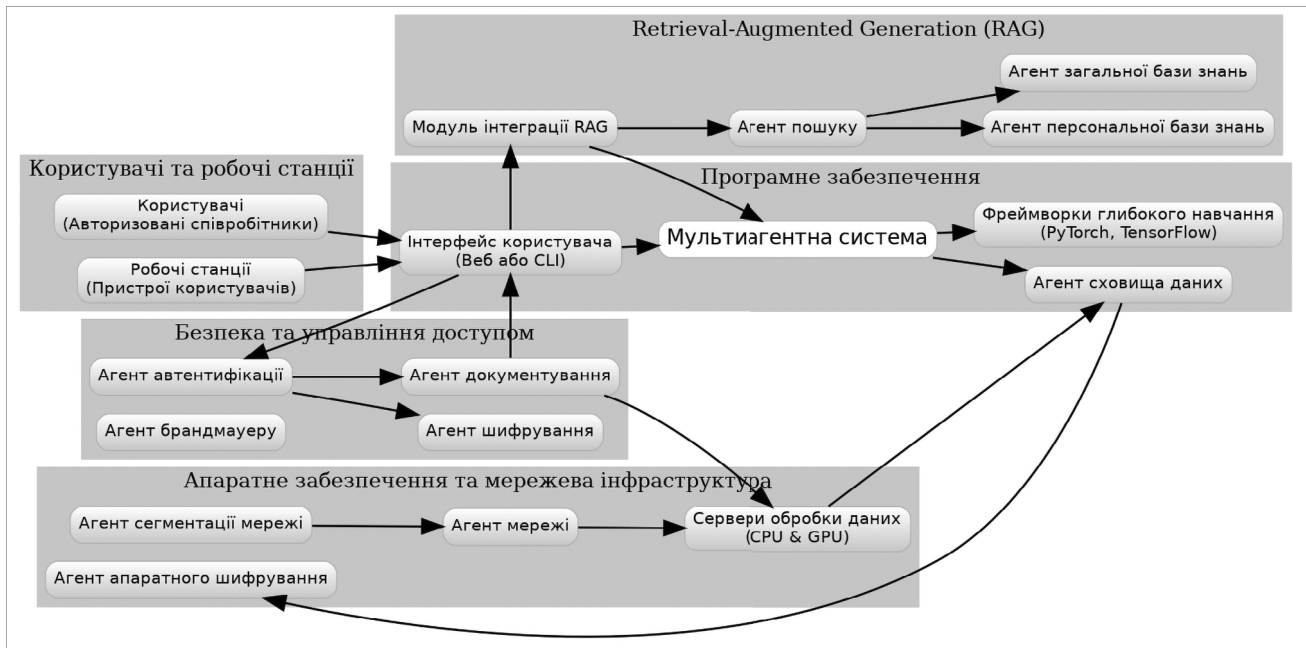 Retrieval-Augmented Generation (RAG)
Агент загальної бази знань
Модуль інтеграції RAG
Агент пошуку
Агент персональної бази знань
Користувачі та робочі станції
Користувачі
(Авторизовані співробітники)
Робочі станції
(Пристрої користувачів)
Програмне забезпечення
Інтерфейс користувача
(Веб або CLI)
Мультиагентна система
Фреймворки глибокого навчання
(PyTorch, TensorFlow)
Агент сховища даних
Безпека та управління доступом
Агент автентифікації
Агент документування
Агент брандмауеру
Агент шифрування
Апаратне забезпечення та мережева інфраструктура
Агент сегментації мережі
Агент мережі
Сервери обробки даних
(CPU & GPU)
Агент апаратного шифрування